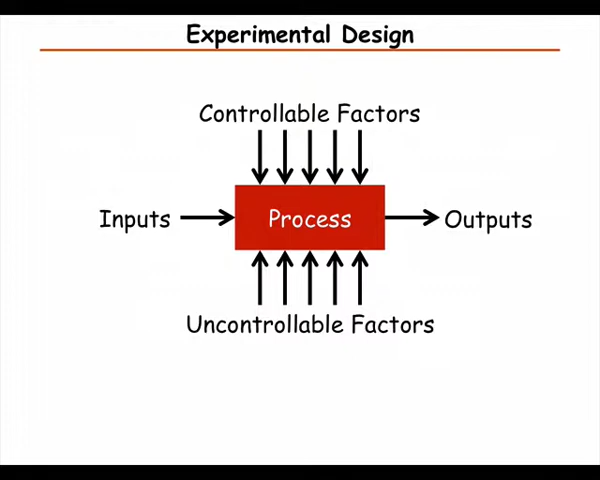 Experimental Design
Controllable Factors
Inputs
Process
Outputs
Uncontrollable Factors